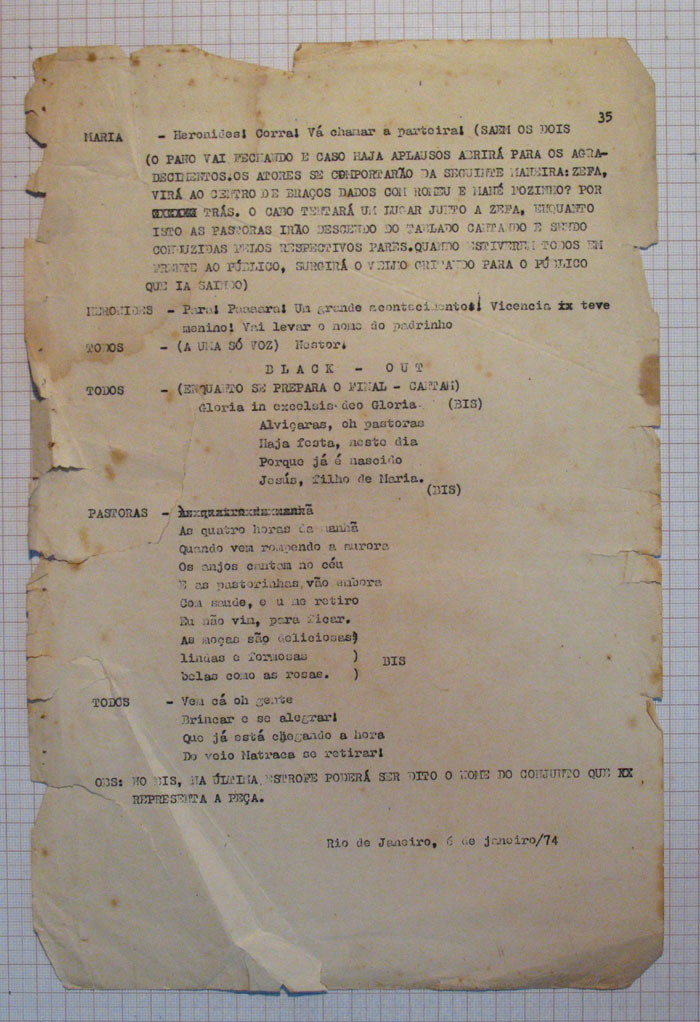 35
MARIA - Heronides! Corra! Vá chamar a parteira! (SAEM OS DOIS
(O PANO VAI FECHANDO E CASO HAJA APLAUSOS ABRIRÁ PARA OS AGRA-
DECIMENTOS.OS ATORES SE COMPORTARÃO DA SEGUINTE MANEIRA:ZEFA,
VIRÁ AO CENTRO DE BRAÇOS DADOS COM ROMEU E MANÉ POZINHO? POR
TRÁS. O CABO TENTARÁ UM LUGAR JUNTO A ZEFA, ENQUANTO
ISTO AS PASTORAS IRÃO DESCENDO DO TABLADO CANTANDO E SENDO
CONDUZIDAS PELOS RESPECTIVOS PARES.QUANDO ESTIVEREM TODOS EM
FRENTE AO PÚBLICO, SURGIRÁ O VELHO GRITANDO PARA O PÚBLICO
QUE IA SAINDO)
HERONIDES - Para! Paaaara! Um grande acontecimento!! Vicencia ix teve
menino! Vai levar o nome do padrinho
TODOS - (A UMA SÓ VOZ) Nestor.
B L A C K - O U T
TODOS - (ENQUANTO SE PREPARA O FINAL - CANTAM)
Gloria in excelsis deo Gloria. (BIS)
Alviçaras, oh pastoras
Haja festa, neste dia
Porque já é nascido
Jesús, filho de Maria.
(BIS)
PASTORAS -
As quatro horas da manhã
Quando vem rompendo a aurora
Os anjos cantam no céu
E as pastorinhas,vão embora
Com saude, e u me retiro
Eu não vim, para ficar.
As moças são deliciosas)
lindas e formosas ) BIS
belas como as rosas. )
TODOS - Vem cá oh gente
Brincar e se alegrar!
Que já está chegando a hora
Do veio Matraca se retirar!
OBS: NO BIS, NA ÚLTIMA ESTROFE PODERÁ SER DITO O NOME DO CONJUNTO QUE XX
REPRESENTA A PEÇA.
Rio de Janeiro, 6 de janeiro/74